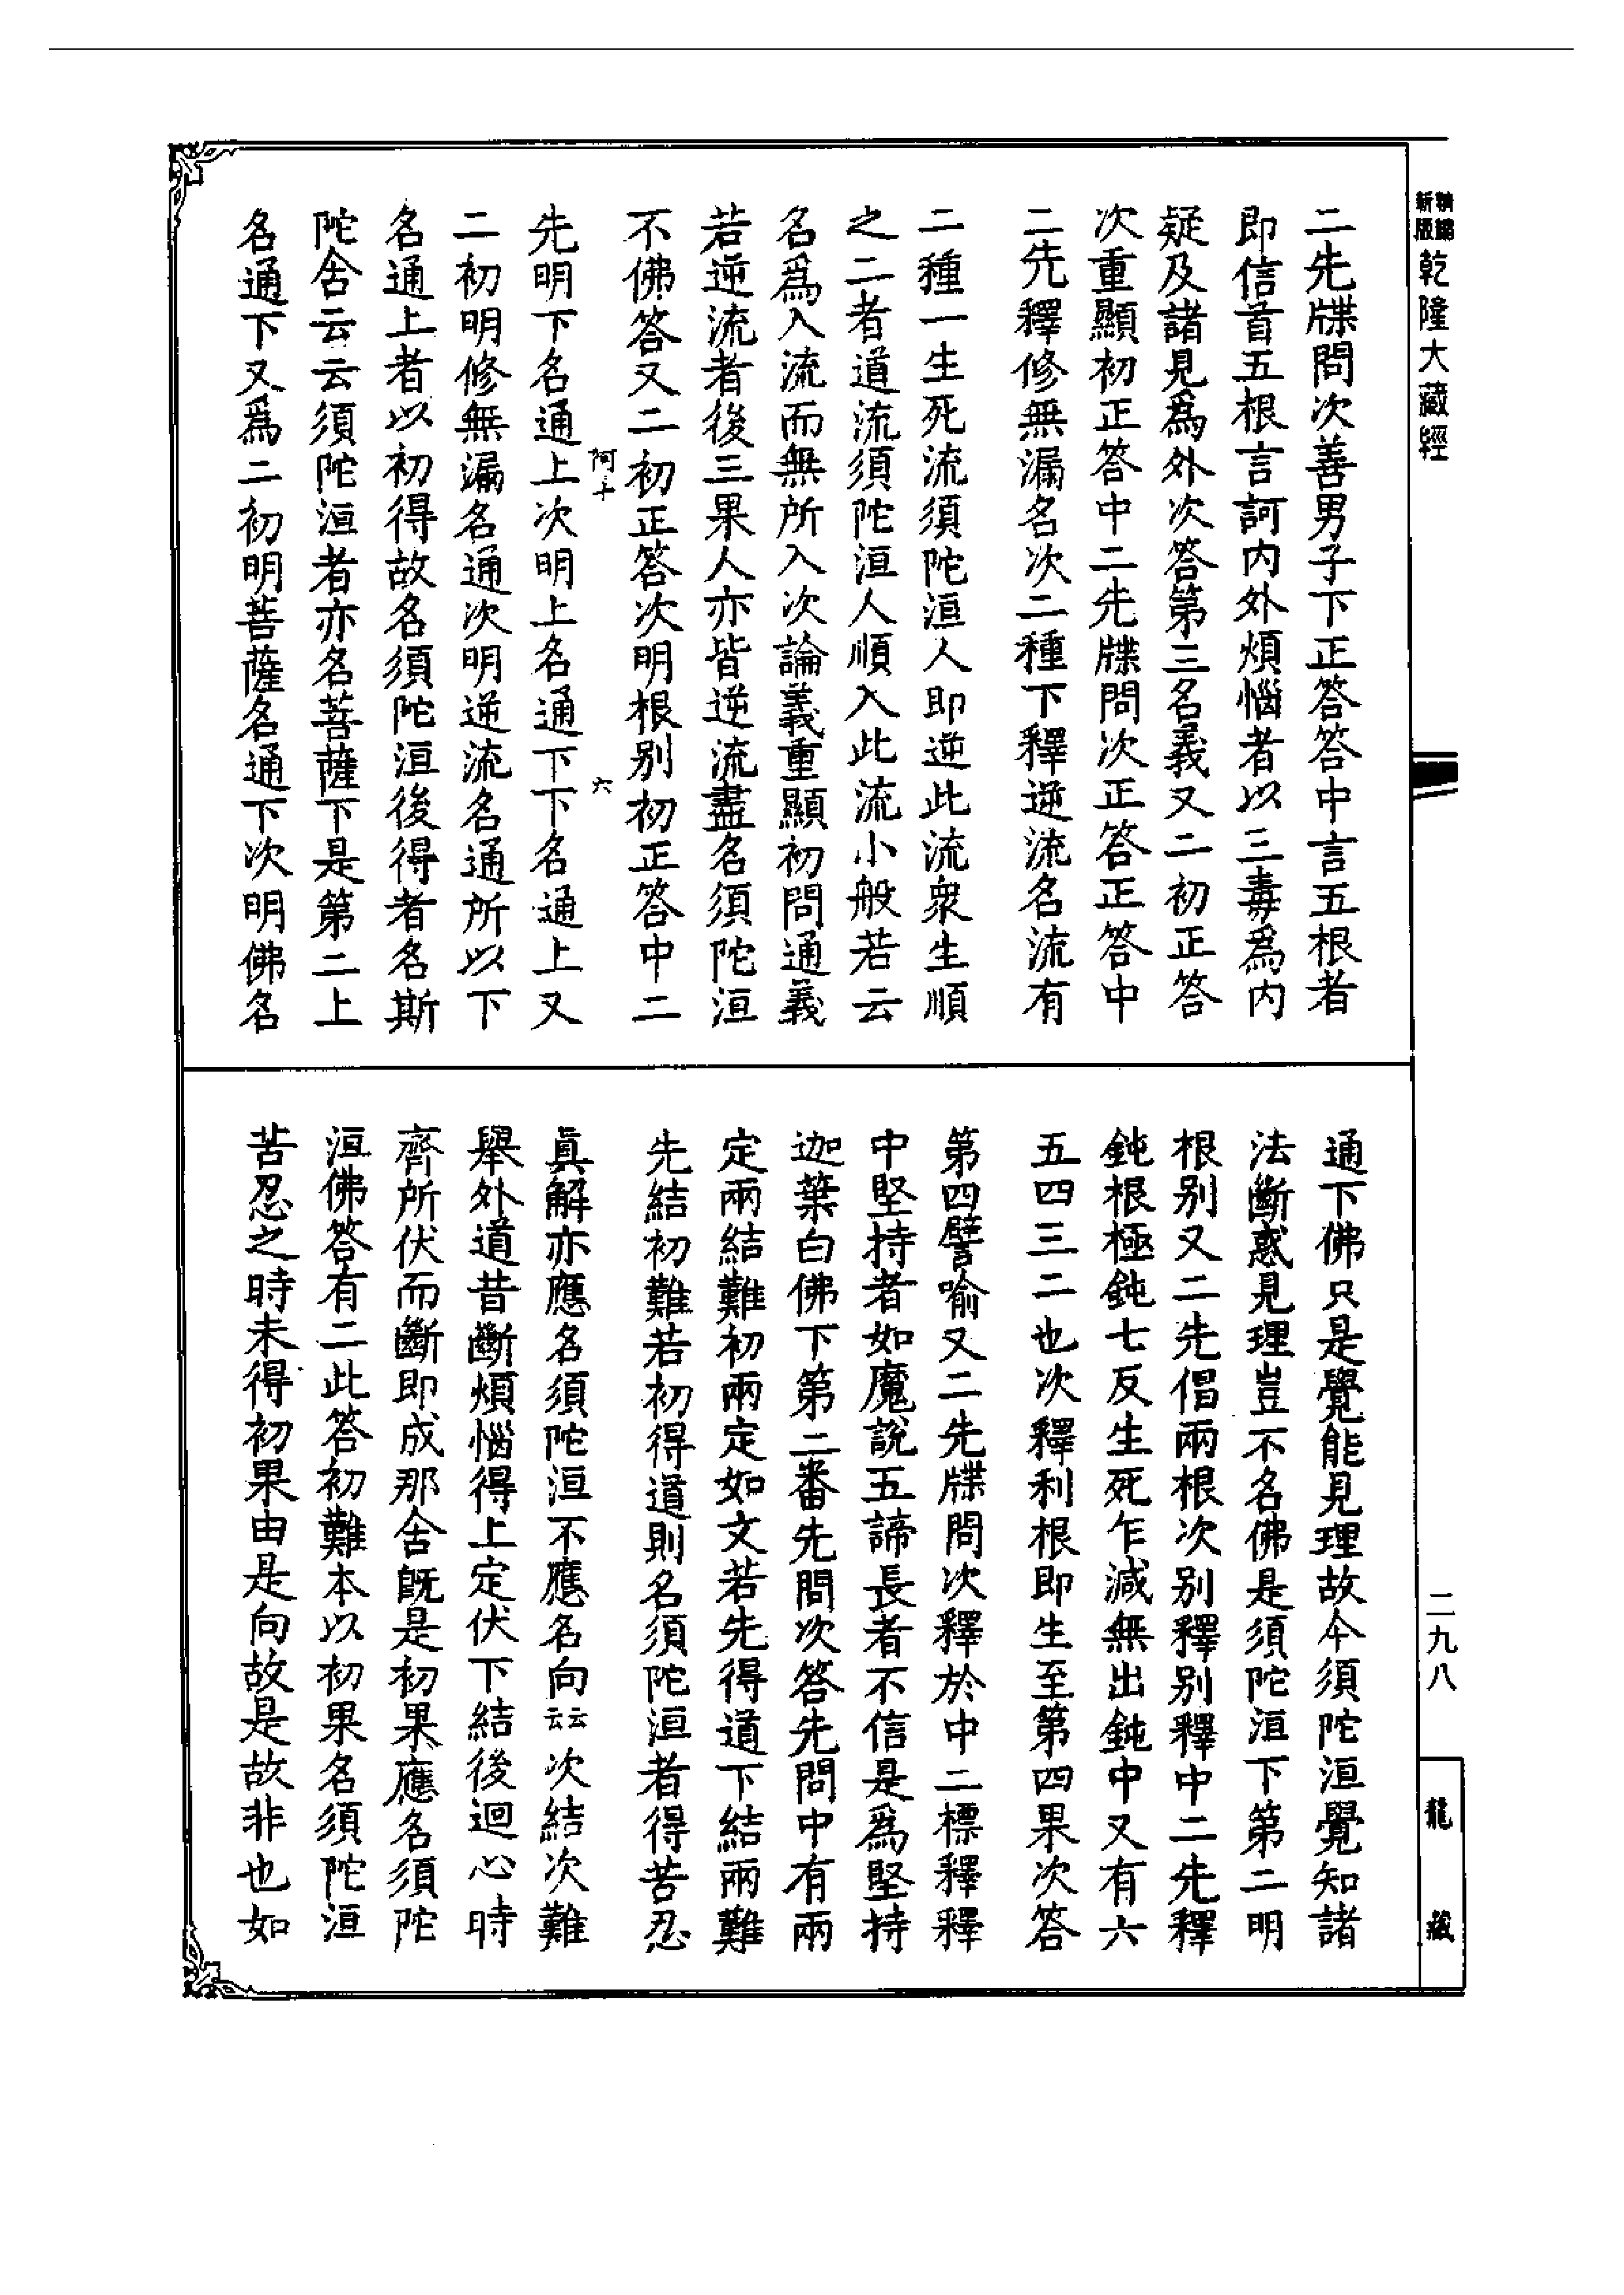 新版精縮乾隆大藏經
二先牒問次善男子下正答答中言五根者
即信首五根言訶内外煩惱者以三毒爲内
疑及諸見爲外次答第三名義又二初正答
次重顯初正答中二先牒問次正答正答中
二先釋修無漏名次二種下釋逆流名流有
二種一生死流須陀洹人即逆此流衆生順
之二者道流須陀洹人順入此流小般若云
名爲入流而無所入次論義重顯初問通義
若逆流者後三果人亦皆逆流盡名須陀洹
不佛答又二初正答次明根别初正答中二
阿十 六
先明下名通上次明上名通下下名通上又
二初明修無漏名通次明逆流名通所以下
名通上者以初得故名須陀洹後得者名斯
陀含云云須陀洹者亦名菩薩下是第二上
名通下又爲二初明菩薩名通下次明佛名
通下佛只是覺能見理故今須陀洹覺知諸
法斷惑見理豈不名佛是須陀洹下第二明
根别又二先倡兩根次别釋别釋中二先釋
鈍根極鈍七反生死乍減無出鈍中又有六
五四三二也次釋利根即生至第四果次答
第四譬喻又二先牒問次釋於中二標釋釋
中堅持者如魔說五諦長者不信是爲堅持
迦葉白佛下第二番先問次答先問中有兩
定兩結難初兩定如文若先得道下結兩難
先結初難若初得道則名須陀洹者得苦忍
真解亦應名須陀洹不應名向云云次結次難
舉外道昔斷煩惱得上定伏下結後迴心時
齊所伏而斷即成那含旣是初果應名須陀
洹佛答有二此答初難本以初果名須陀洹
苦忍之時未得初果由是向故是故非也如
二九八
龍藏